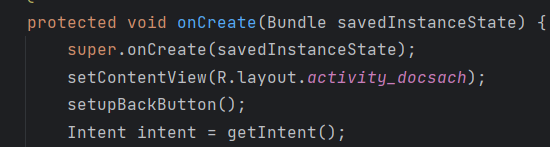 protected void onCreate(Bundle savedInstanceState) {
super.onCreate(savedInstanceState);
setContentView(R.layout.activity_docsach);
setupBackButton();
Intent intent = getIntent();